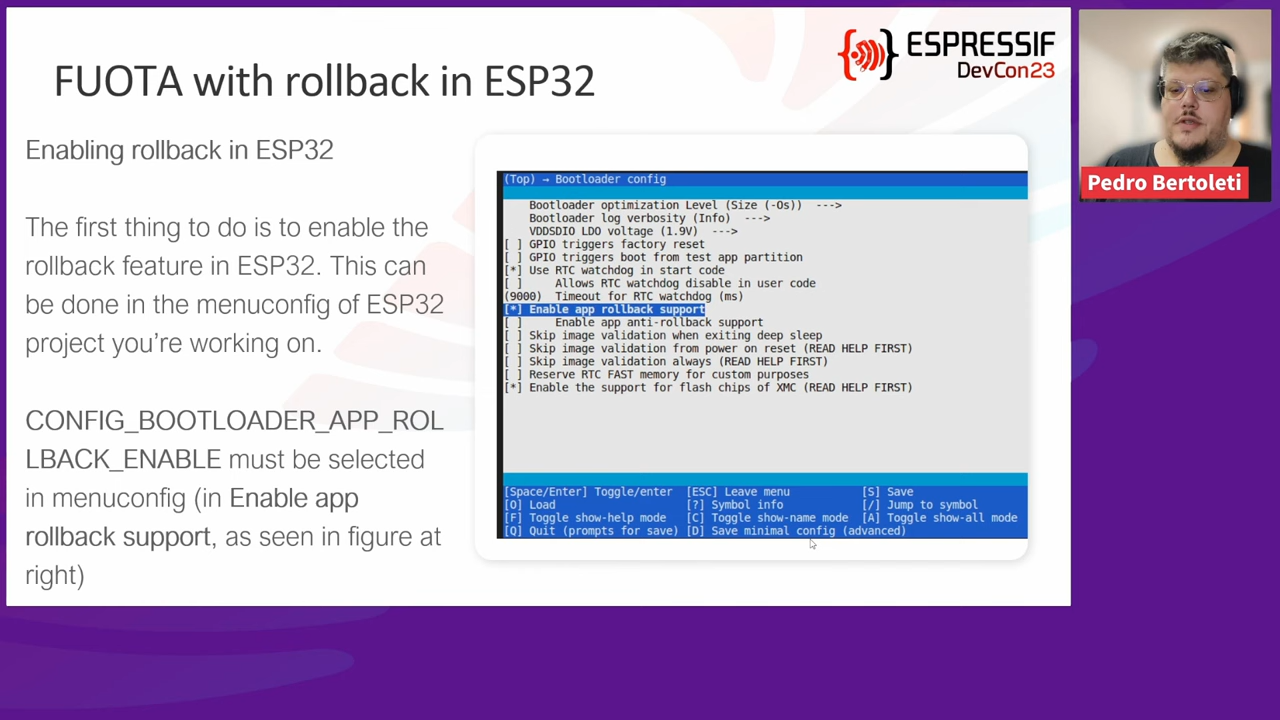 FUOTA with rollback in ESP32
ESPRESSIF
DevCon23
Enabling rollback in ESP32
The first thing to do is to enable the
rollback feature in ESP32. This can
be done in the menuconfig of ESP32
project you’re working on.
CONFIG_BOOTLOADER_APP_ROL
LBACK_ENABLE must be selected
in menuconfig (in Enable app
rollback support, as seen in figure at
right)
(Top) → Bootloader config
Bootloader optimization Level (Size (-Os)) --->
Bootloader log verbosity (Info) --->
VDDSDIO LDO voltage (1.9V) --->
[ ] GPIO triggers factory reset
[ ] GPIO triggers boot from test app partition
[*] Use RTC watchdog in start code
[ ] Allows RTC watchdog disable in user code
(9000) Timeout for RTC watchdog (ms)
[*] Enable app rollback support
[ ] Enable app anti-rollback support
[ ] Skip image validation when exiting deep sleep
[ ] Skip image validation from power on reset (READ HELP FIRST)
[ ] Skip image validation always (READ HELP FIRST)
[ ] Reserve RTC FAST memory for custom purposes
[*] Enable the support for flash chips of XMC (READ HELP FIRST)
[Space/Enter] Toggle/enter [ESC] Leave menu [S] Save
[O] Load [?] Symbol info [/] Jump to symbol
[F] Toggle show-help mode [C] Toggle show-name mode [A] Toggle show-all mode
[Q] Quit (prompts for save) [D] Save minimal config (advanced)
Pedro Bertoleti